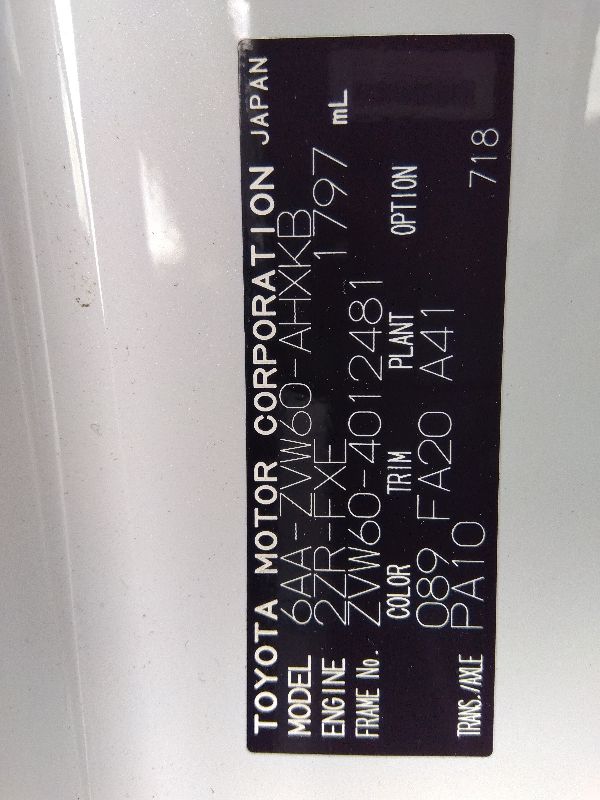 TOYOTA MOTOR CORPORATION JAPAN
MODEL 6AA-ZVW60-AHXKB
ENGINE 2ZR-FXE 1797 mL
FRAME No. ZVW60-4012481
COLOR TRIM PLANT OPTION
089 FA20 A41
TRANS./AXLE PA10 718